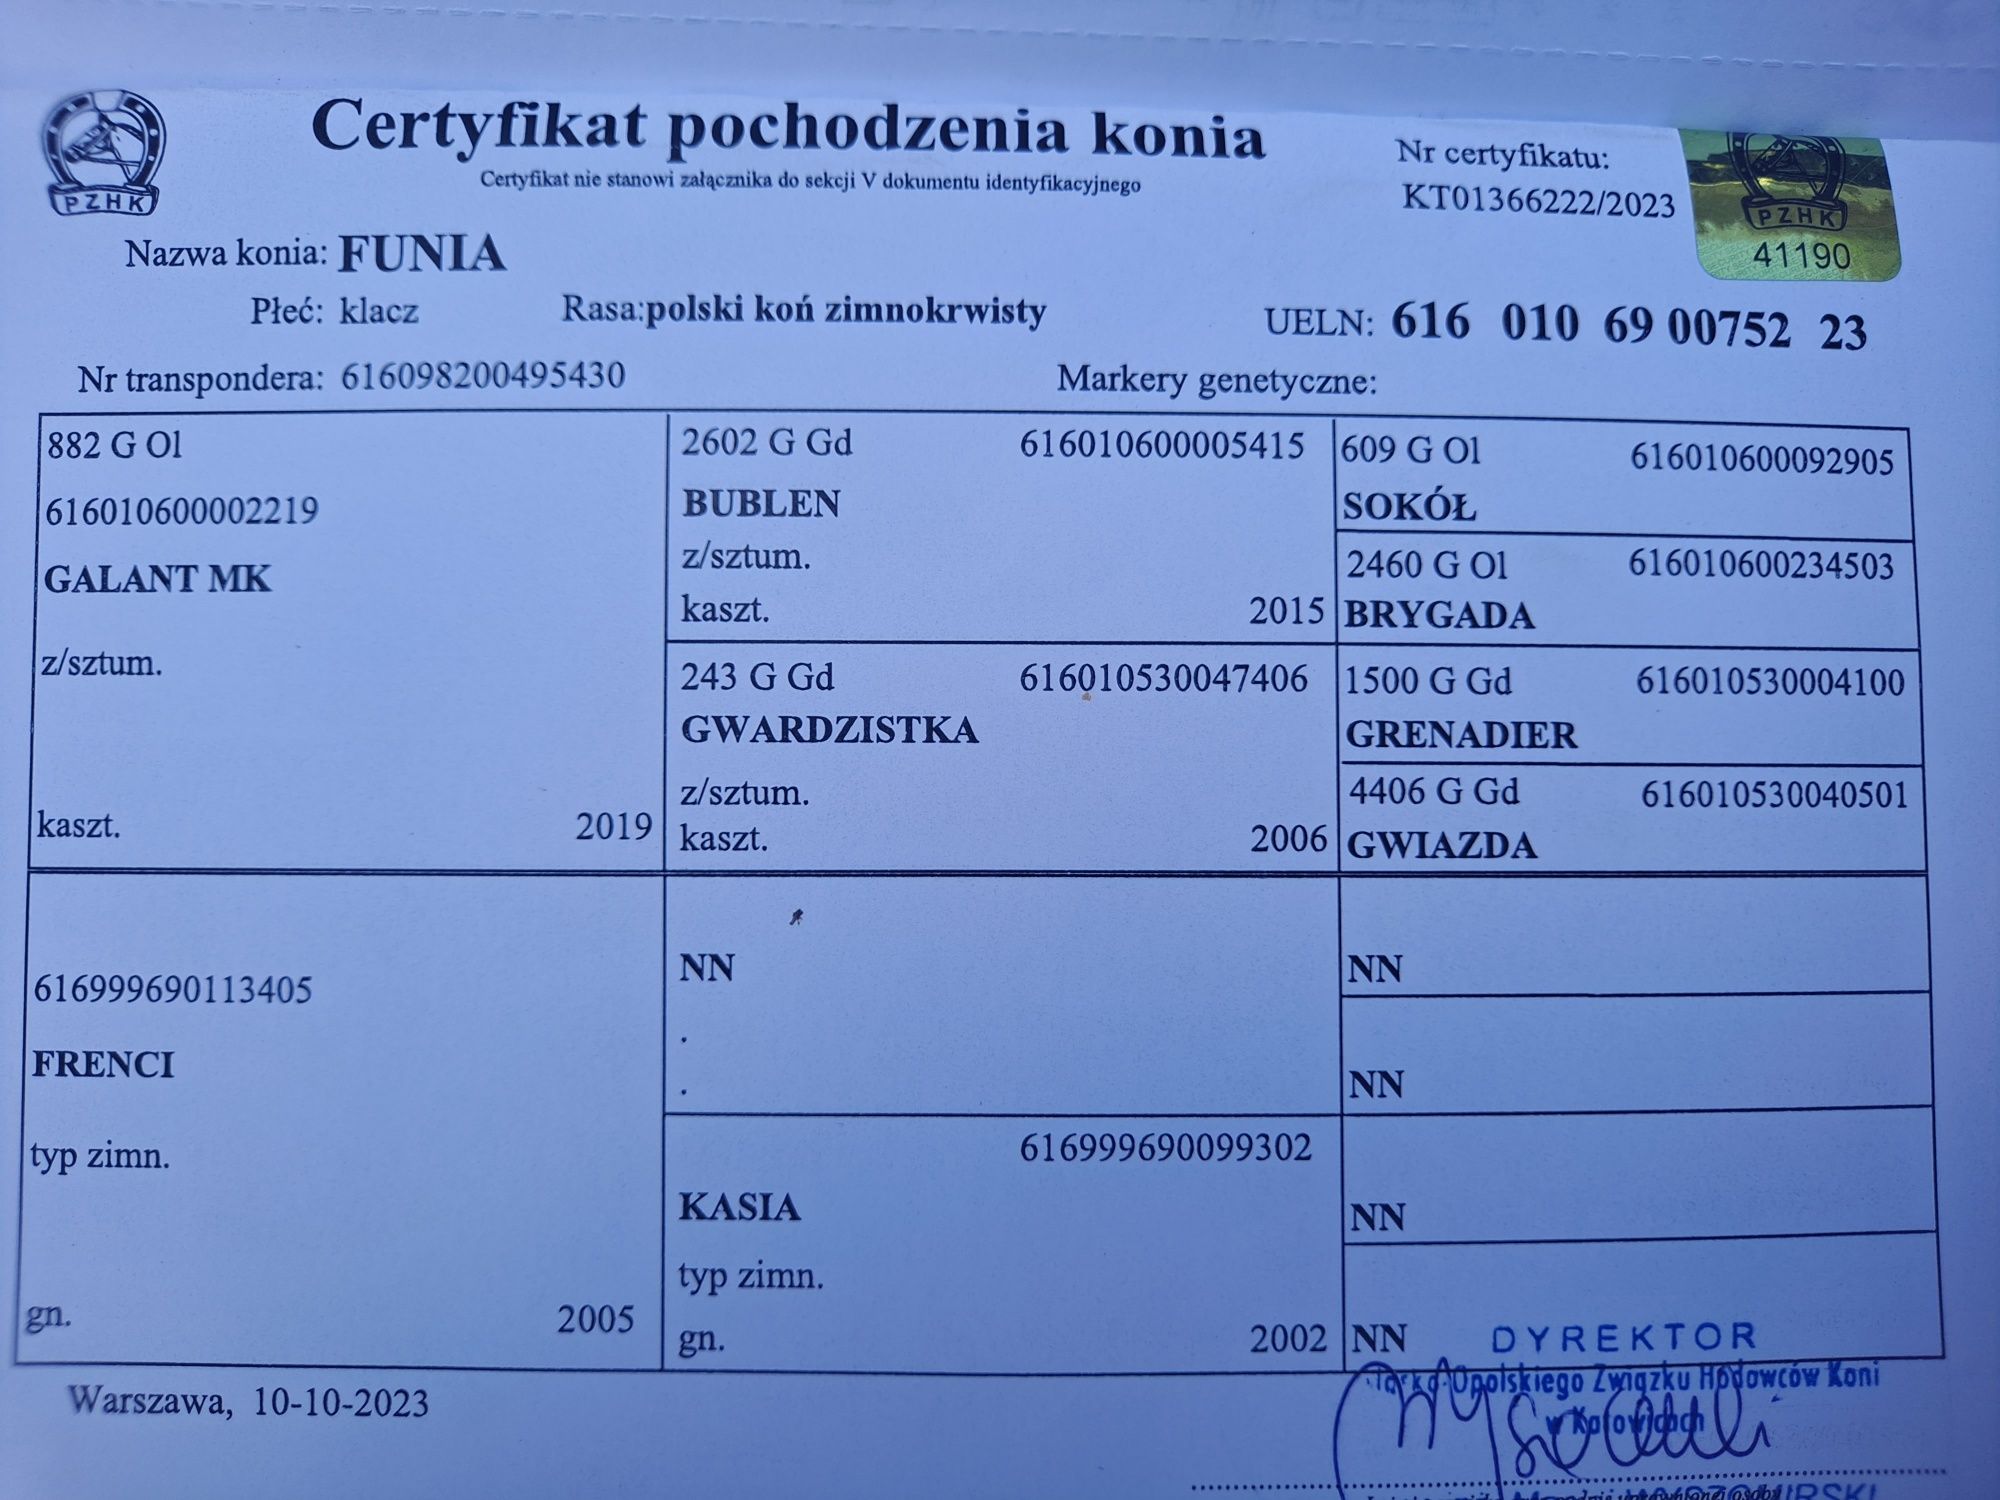 PZHK
Certyfikat pochodzenia konia
Certyfikat nie stanowi załącznika do sekcji V dokumentu identyfikacyjnego
Nr certyfikatu:
KT01366222/2023
PZHK
41190
Nazwa konia: FUNIA
Płeć: klacz
Rasa:polski koń zimnokrwisty
UELN: 616 010 69 00752 23
Nr transpondera: 616098200495430
Markery genetyczne:
882 G Ol
616010600002219
GALANT MK
z/sztum.
kaszt. 2019
2602 G Gd 616010600005415
BUBLEN
z/sztum.
kaszt. 2015
243 G Gd 616010530047406
GWARDZISTKA
z/sztum.
kaszt. 2006
609 G Ol 616010600092905
SOKÓŁ
2460 G Ol 616010600234503
BRYGADA
1500 G Gd 616010530004100
GRENADIER
4406 G Gd 616010530040501
GWIAZDA
616999690113405
FRENCI
typ zimn.
gn. 2005
NN
.
.
616999690099302
KASIA
typ zimn.
gn. 2002
NN
NN
NN
NN
DYREKTOR
Opolskiego Związku Hodowców Koni
w Katowicach
Warszawa, 10-10-2023